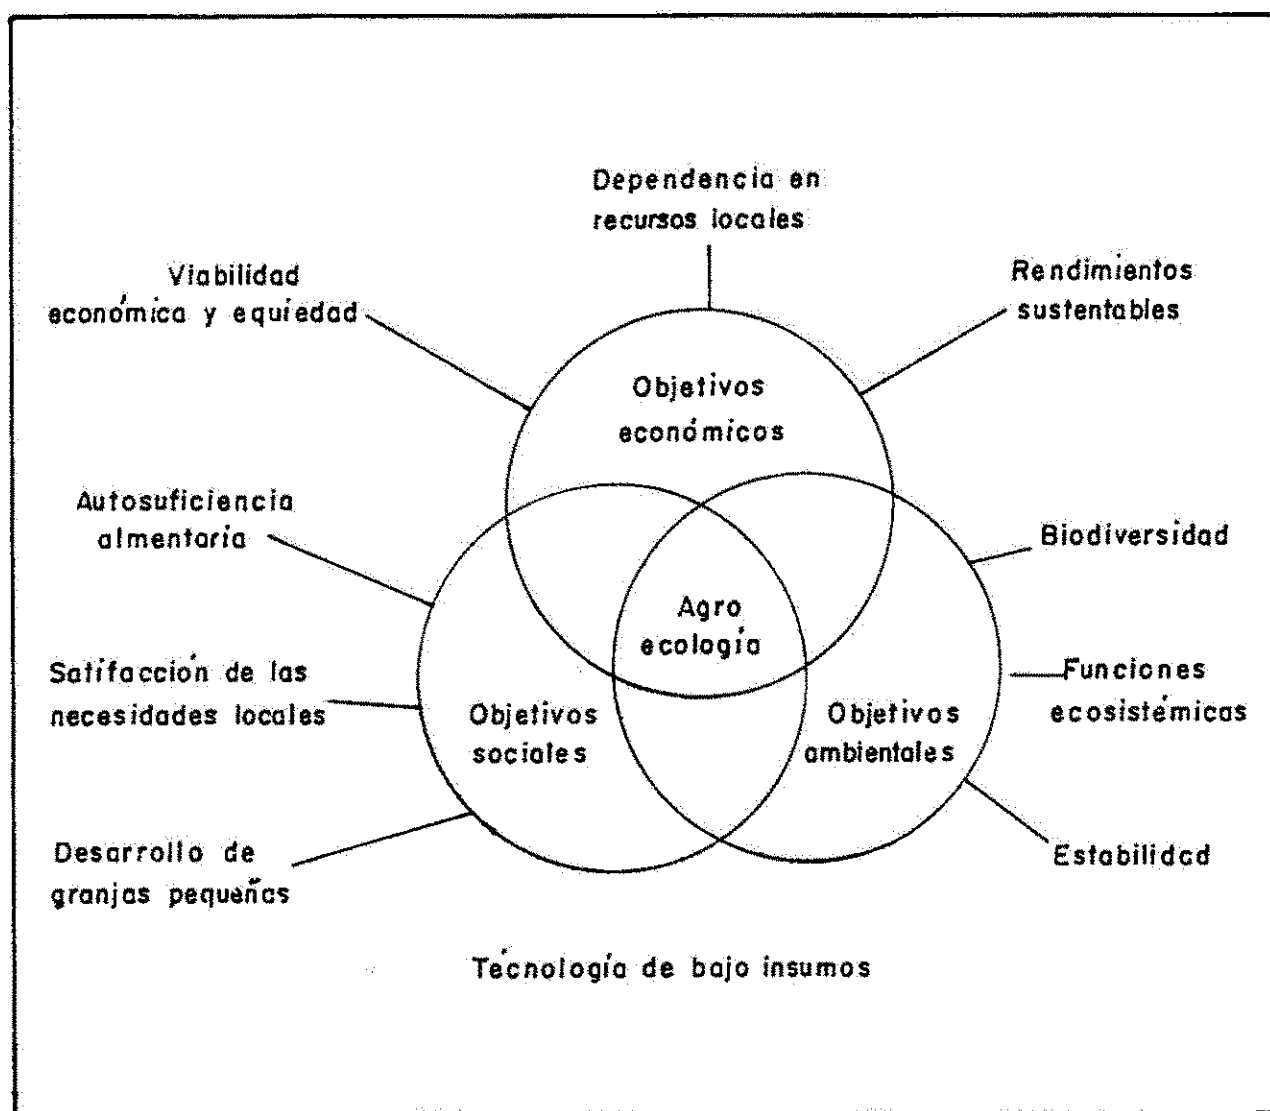 Dependencia en
recursos locales
Viabilidad
económica y equiedad
Rendimientos
sustentables
Objetivos
económicos
Autosuficiencia
almentaria
Biodiversidad
Agro
ecología
Satifacción de las
necesidades locales
Funciones
ecosistémicas
Objetivos
sociales
Objetivos
ambientales
Desarrollo de
granjas pequeñas
Estabilidad
Técnología de bajo insumos